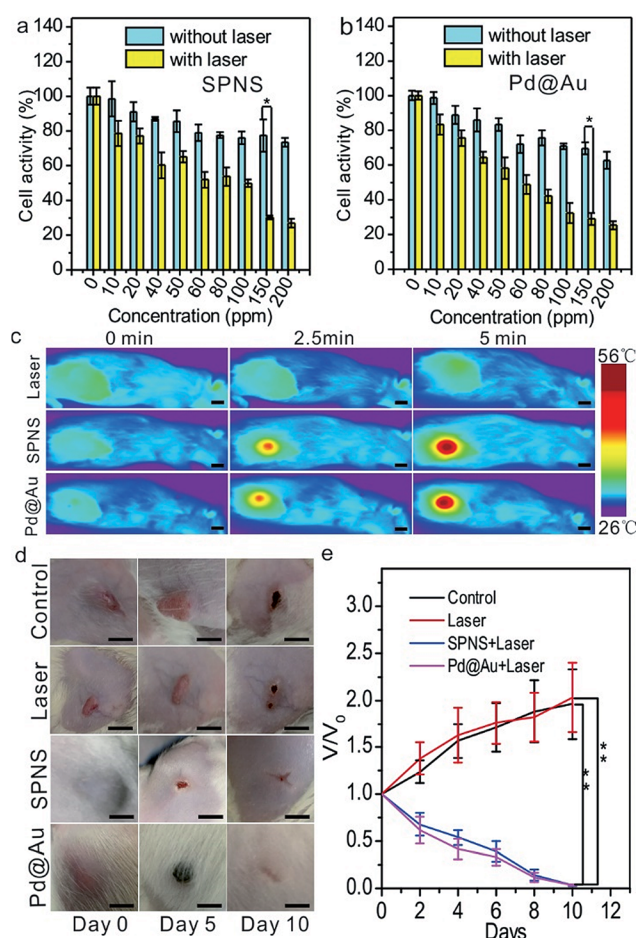 a
without laser
with laser
SPNS
*
Cell activity (%)
140
120
100
80
60
40
20
0
0 10 20 40 50 60 80 100 150 200
Concentration (ppm)
b
without laser
with laser
Pd@Au
*
Cell activity (%)
140
120
100
80
60
40
20
0
0 10 20 40 50 60 80 100 150 200
Concentration (ppm)
c
0 min 2.5min 5 min
Laser
SPNS
Pd@Au
56℃
26℃
d
Control
Laser
SPNS
Pd@Au
Day 0 Day 5 Day 10
e
Control
Laser
SPNS+Laser
Pd@Au+Laser
V/V0
3.0
2.5
2.0
1.5
1.0
0.5
0.0
**
**
0 2 4 6 8 10 12
Days